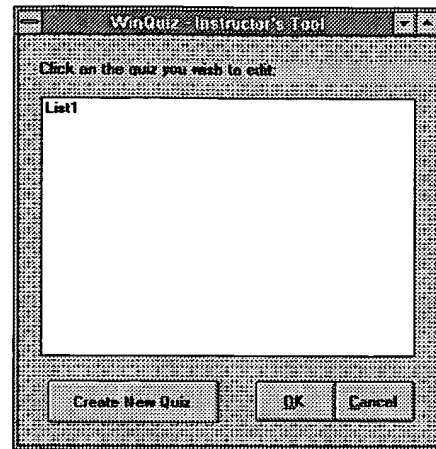 WinQuiz - Instructor's Tool
Click on the quiz you wish to edit:
List1
Create New Quiz
OK
Cancel